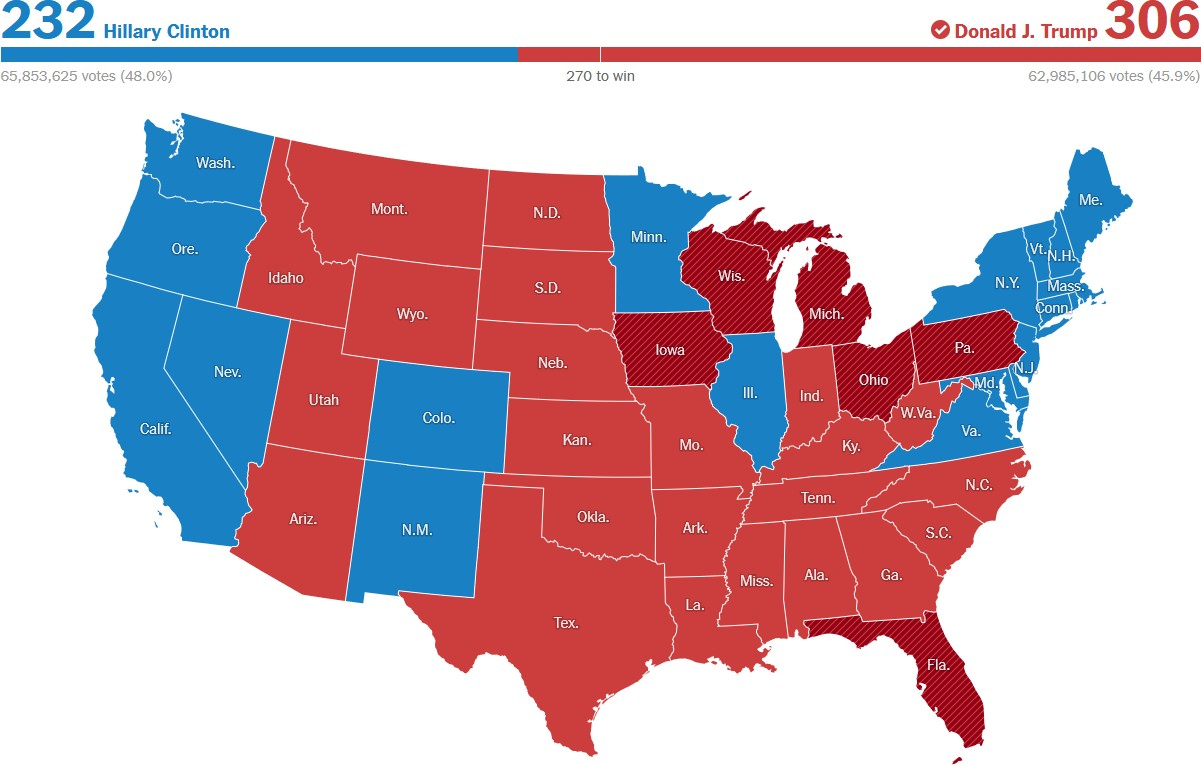 232 Hillary Clinton
Donald J. Trump 306
65,853,625 votes (48.0%)
270 to win
62,985,106 votes (45.9%)
Wash.
Mont.
N.D.
Minn.
Me.
Ore.
Idaho
S.D.
Wis.
Vt.
N.H.
Wyo.
Mich.
N.Y.
Mass.
Conn.
Nev.
Neb.
Iowa
Ohio
Pa.
N.J.
Utah
Colo.
Ill.
Ind.
Md.
Calif.
Kan.
Mo.
Ky.
W.Va.
Va.
Ariz.
N.M.
Okla.
Ark.
Tenn.
N.C.
S.C.
Tex.
La.
Miss.
Ala.
Ga.
Fla.